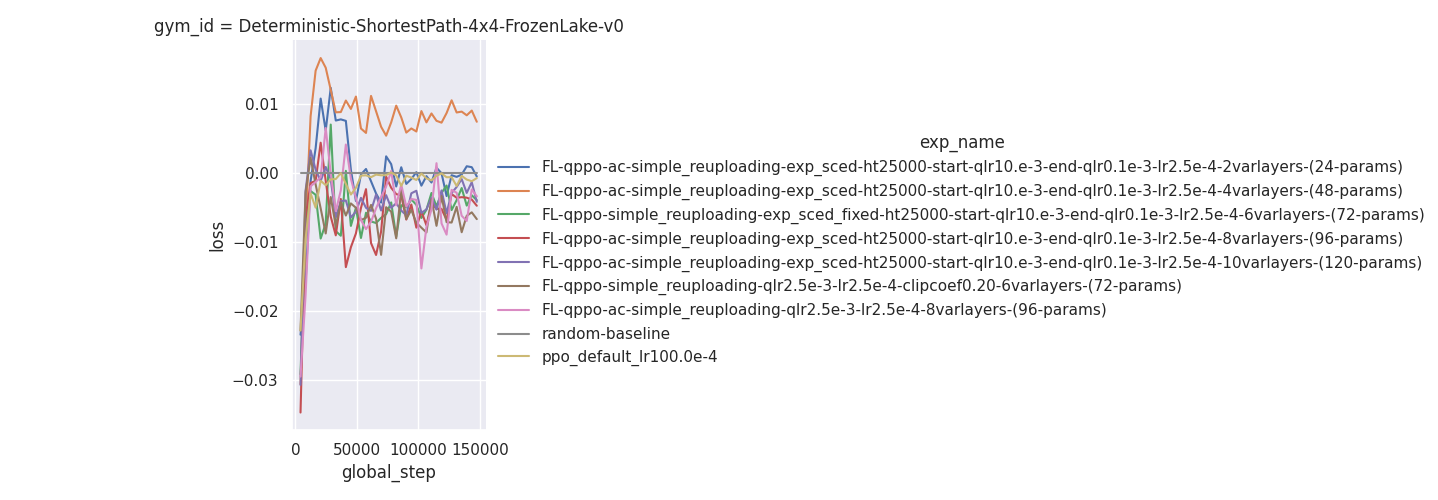 gym_id = Deterministic-ShortestPath-4x4-FrozenLake-v0
0.01
0.00
−0.01
−0.02
−0.03
loss
0 50000 100000 150000
global_step
exp_name
FL-qppo-ac-simple_reuploading-exp_sced-ht25000-start-qlr10.e-3-end-qlr0.1e-3-lr2.5e-4-2varlayers-(24-params)
FL-qppo-ac-simple_reuploading-exp_sced-ht25000-start-qlr10.e-3-end-qlr0.1e-3-lr2.5e-4-4varlayers-(48-params)
FL-qppo-simple_reuploading-exp_sced_fixed-ht25000-start-qlr10.e-3-end-qlr0.1e-3-lr2.5e-4-6varlayers-(72-params)
FL-qppo-ac-simple_reuploading-exp_sced-ht25000-start-qlr10.e-3-end-qlr0.1e-3-lr2.5e-4-8varlayers-(96-params)
FL-qppo-ac-simple_reuploading-exp_sced-ht25000-start-qlr10.e-3-end-qlr0.1e-3-lr2.5e-4-10varlayers-(120-params)
FL-qppo-simple_reuploading-qlr2.5e-3-lr2.5e-4-clipcoef0.20-6varlayers-(72-params)
FL-qppo-ac-simple_reuploading-qlr2.5e-3-lr2.5e-4-8varlayers-(96-params)
random-baseline
ppo_default_lr100.0e-4